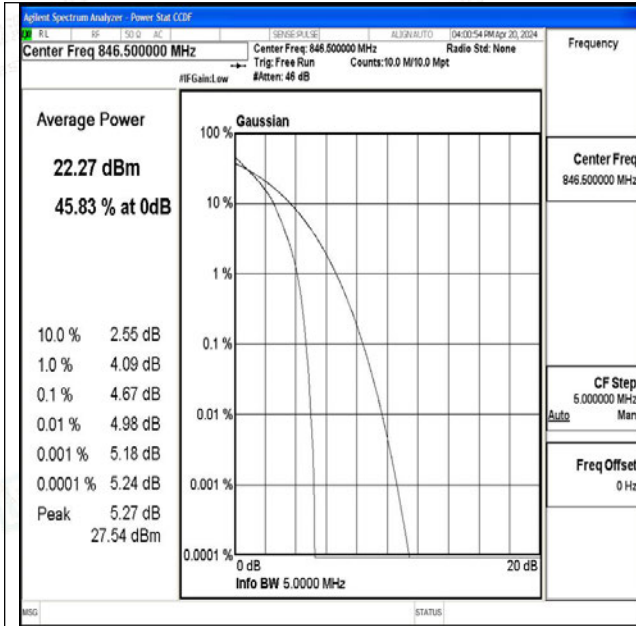 Agilent Spectrum Analyzer - Power Stat CCDF
RL RF 50 Ω AC SENSE:PULSE ALIGNAUTO 04:00:54 PM Apr 20, 2024
Center Freq 846.500000 MHz
Center Freq: 846.500000 MHz Radio Std: None
Trig: Free Run Counts:10.0 M/10.0 Mpt
#IFGain:Low #Atten: 46 dB
Frequency
Average Power
22.27 dBm
45.83 % at 0dB
10.0 % 2.55 dB
1.0 % 4.09 dB
0.1 % 4.67 dB
0.01 % 4.98 dB
0.001 % 5.18 dB
0.0001 % 5.24 dB
Peak 5.27 dB
27.54 dBm
Gaussian
100 %
10 %
1 %
0.1 %
0.01 %
0.001 %
0.0001 %
0 dB 20 dB
Info BW 5.0000 MHz
Center Freq
846.500000 MHz
CF Step
5.000000 MHz
Auto Man
Freq Offset
0 Hz
MSG STATUS